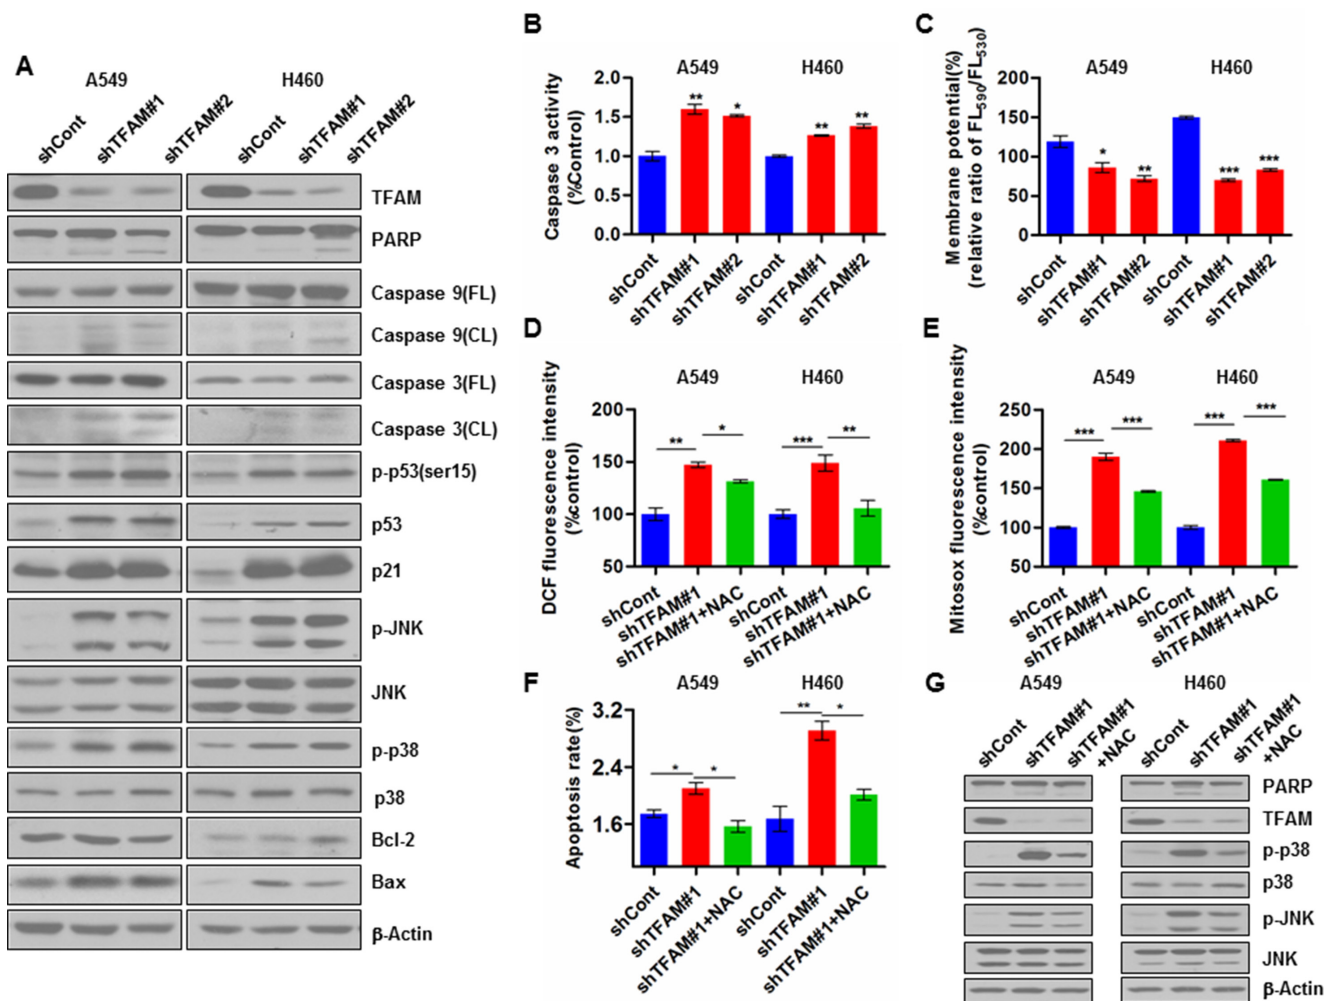 A
A549
H460
shCont
shTFAM#1
shTFAM#2
shCont
shTFAM#1
shTFAM#2
TFAM
PARP
Caspase 9(FL)
Caspase 9(CL)
Caspase 3(FL)
Caspase 3(CL)
p-p53(ser15)
p53
p21
p-JNK
JNK
p-p38
p38
Bcl-2
Bax
β-Actin
B
A549
H460
Caspase 3 activity
(%Control)
2.0
1.5
1.0
0.5
0.0
**
*
**
**
shCont
shTFAM#1
shTFAM#2
shCont
shTFAM#1
shTFAM#2
C
A549
H460
Membrane potential(%)
(relative ratio of FL590/FL530)
200
150
100
50
0
*
**
***
***
shCont
shTFAM#1
shTFAM#2
shCont
shTFAM#1
shTFAM#2
D
A549
H460
DCF fluorescence intensity
(%control)
200
150
100
50
**
*
***
**
shCont
shTFAM#1
shTFAM#1+NAC
shCont
shTFAM#1
shTFAM#1+NAC
E
A549
H460
Mitosox fluorescence intensity
(%control)
250
200
150
100
50
***
***
***
***
shCont
shTFAM#1
shTFAM#1+NAC
shCont
shTFAM#1
shTFAM#1+NAC
F
A549
H460
Apoptosis rate(%)
3.2
2.4
1.6
*
*
**
*
shCont
shTFAM#1
shTFAM#1+NAC
shCont
shTFAM#1
shTFAM#1+NAC
G
A549
H460
shCont
shTFAM#1
shTFAM#1
+NAC
shCont
shTFAM#1
shTFAM#1
+NAC
PARP
TFAM
p-p38
p38
p-JNK
JNK
β-Actin